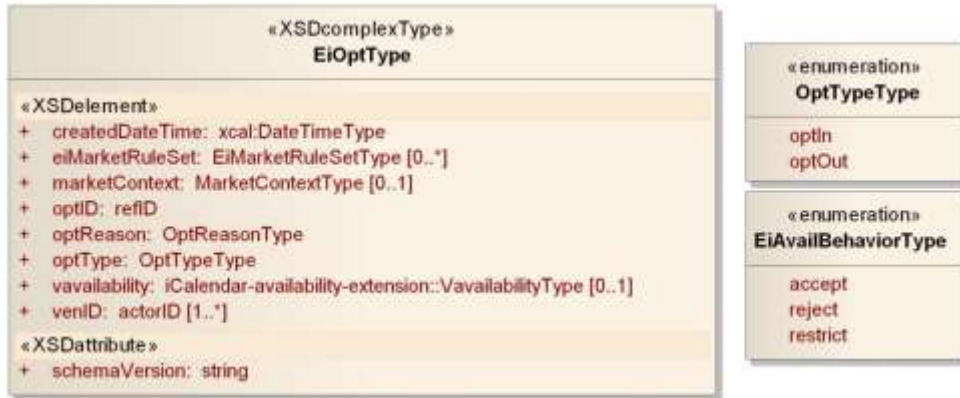 «XSDcomplexType»
EiOptType
«XSDelement»
+ createdDateTime: xcal:DateTimeType
+ eiMarketRuleSet: EiMarketRuleSetType [0..*]
+ marketContext: MarketContextType [0..1]
+ optID: refID
+ optReason: OptReasonType
+ optType: OptTypeType
+ vavailability: iCalendar-availability-extension::VavailabilityType [0..1]
+ venID: actorID [1..*]
«XSDattribute»
+ schemaVersion: string
«enumeration»
OptTypeType
optIn
optOut
«enumeration»
EiAvailBehaviorType
accept
reject
restrict